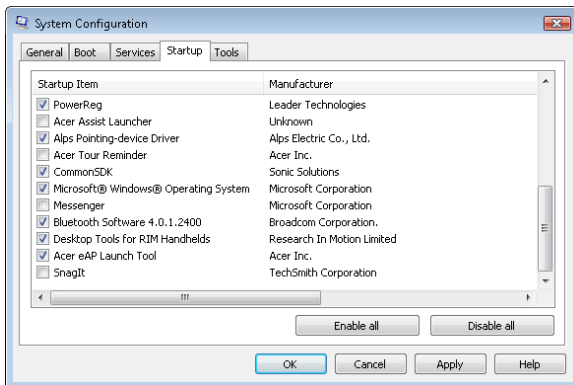 System Configuration
General Boot Services Startup Tools
Startup Item Manufacturer
PowerReg Leader Technologies
Acer Assist Launcher Unknown
Alps Pointing-device Driver Alps Electric Co., Ltd.
Acer Tour Reminder Acer Inc.
CommonSDK Sonic Solutions
Microsoft® Windows® Operating System Microsoft Corporation
Messenger Microsoft Corporation
Bluetooth Software 4.0.1.2400 Broadcom Corporation.
Desktop Tools for RIM Handhelds Research In Motion Limited
Acer eAP Launch Tool Acer Inc.
SnagIt TechSmith Corporation
Enable all Disable all
OK Cancel Apply Help